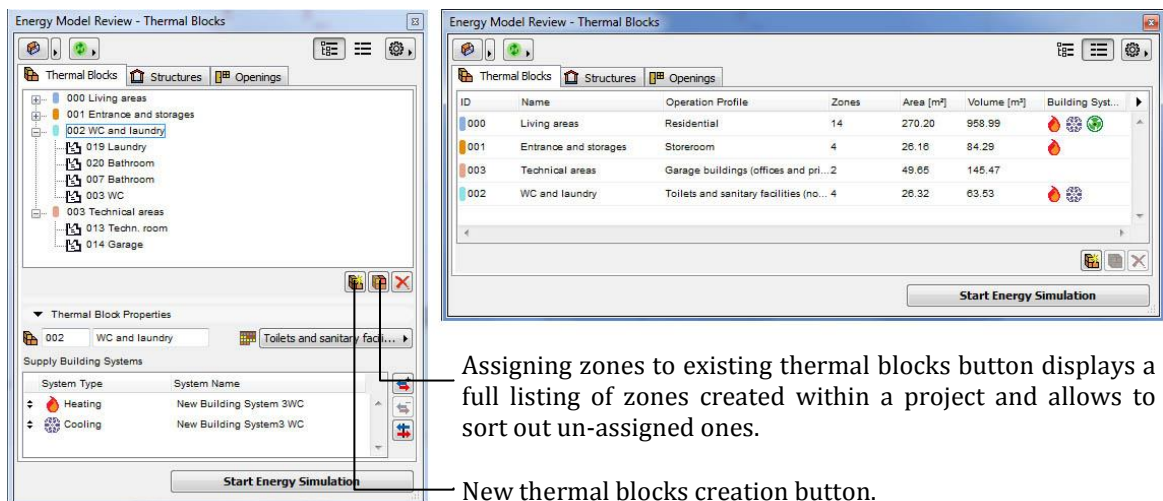 Energy Model Review - Thermal Blocks
Thermal Blocks Structures Openings
000 Living areas
001 Entrance and storages
002 WC and laundry
019 Laundry
020 Bathroom
007 Bathroom
003 WC
003 Technical areas
013 Techn. room
014 Garage
Thermal Block Properties
002 WC and laundry Toilets and sanitary facili...
Supply Building Systems
System Type System Name
Heating New Building System 3WC
Cooling New Building System3 WC
Start Energy Simulation
Energy Model Review - Thermal Blocks
Thermal Blocks Structures Openings
ID Name Operation Profile Zones Area [m²] Volume [m³] Building Syst...
000 Living areas Residential 14 270.20 958.99
001 Entrance and storages Storeroom 4 26.16 84.29
003 Technical areas Garage buildings (offices and pri... 2 49.65 145.47
002 WC and laundry Toilets and sanitary facilities (no... 4 26.32 63.53
Start Energy Simulation
Assigning zones to existing thermal blocks button displays a
full listing of zones created within a project and allows to
sort out un-assigned ones.
New thermal blocks creation button.